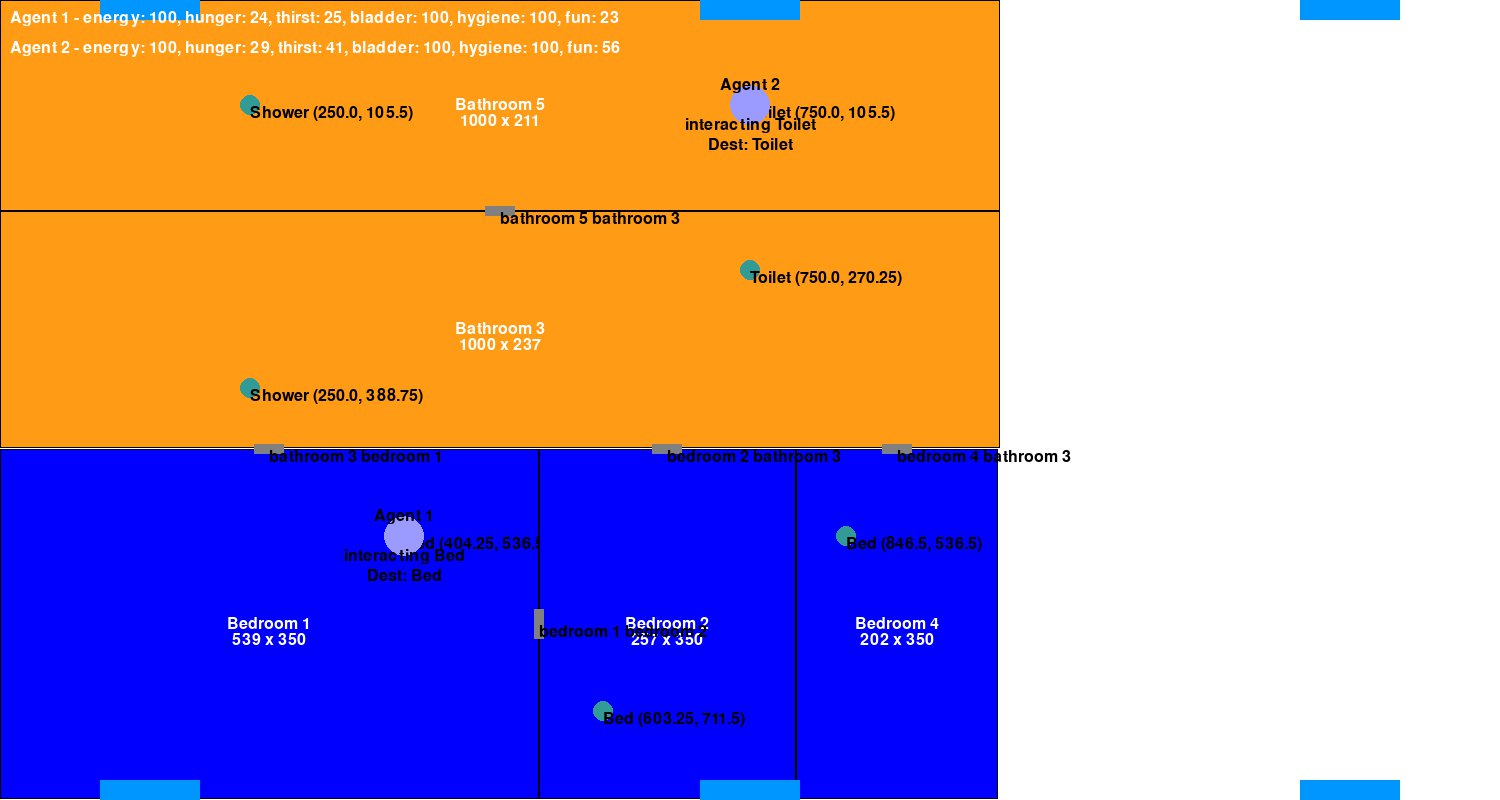 Agent 1 - energy: 100, hunger: 24, thirst: 25, bladder: 100, hygiene: 100, fun: 23
Agent 2 - energy: 100, hunger: 29, thirst: 41, bladder: 100, hygiene: 100, fun: 56
Agent 2
Shower (250.0, 105.5)
Bathroom 5
1000 x 211
ilet (750.0, 105.5)
interacting Toilet
Dest: Toilet
bathroom 5 bathroom 3
Toilet (750.0, 270.25)
Bathroom 3
1000 x 237
Shower (250.0, 388.75)
bathroom 3 bedroom 1
bedroom 2 bathroom 3
bedroom 4 bathroom 3
Agent 1
d (404.25, 536.5
interacting Bed
Dest: Bed
Bed (846.5, 536.5)
Bedroom 1
539 x 350
bedroom 1 bedroom 2
Bedroom 2
257 x 350
Bedroom 4
202 x 350
Bed (603.25, 711.5)